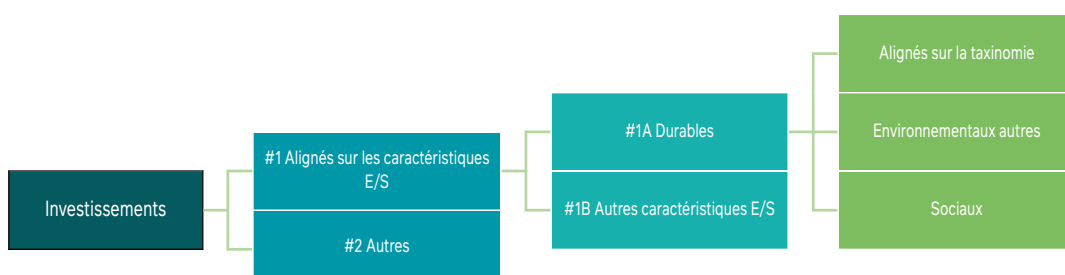 Investissements
#1 Alignés sur les caractéristiques
E/S
#2 Autres
#1A Durables
#1B Autres caractéristiques E/S
Alignés sur la taxinomie
Environnementaux autres
Sociaux